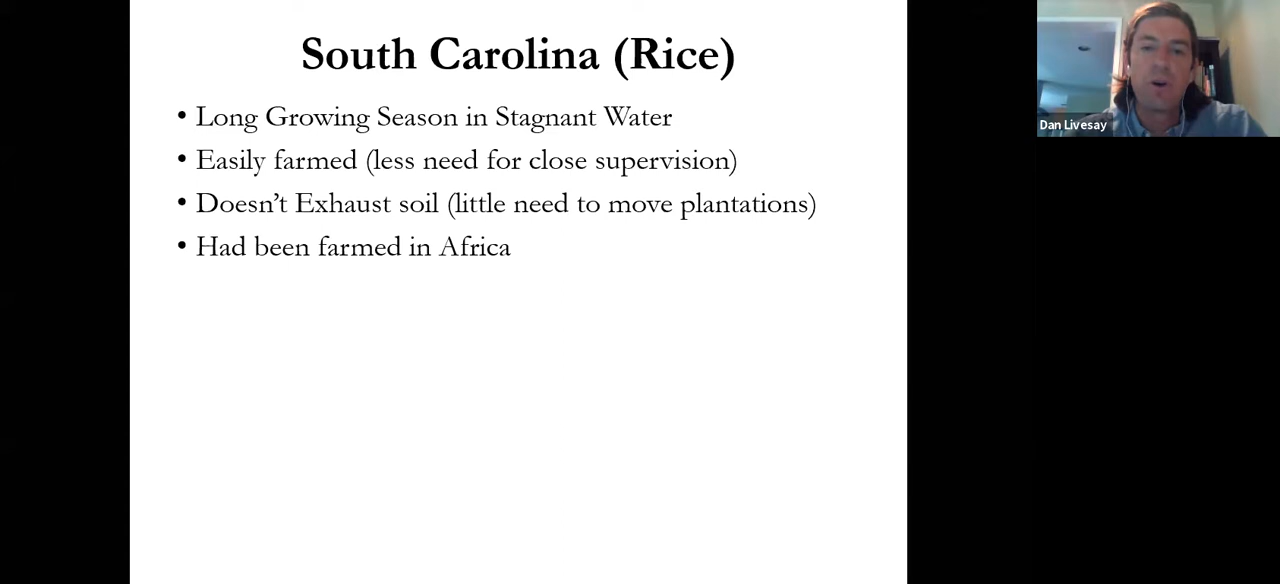 South Carolina (Rice)
• Long Growing Season in Stagnant Water
• Easily farmed (less need for close supervision)
• Doesn’t Exhaust soil (little need to move plantations)
• Had been farmed in Africa
Dan Livesay